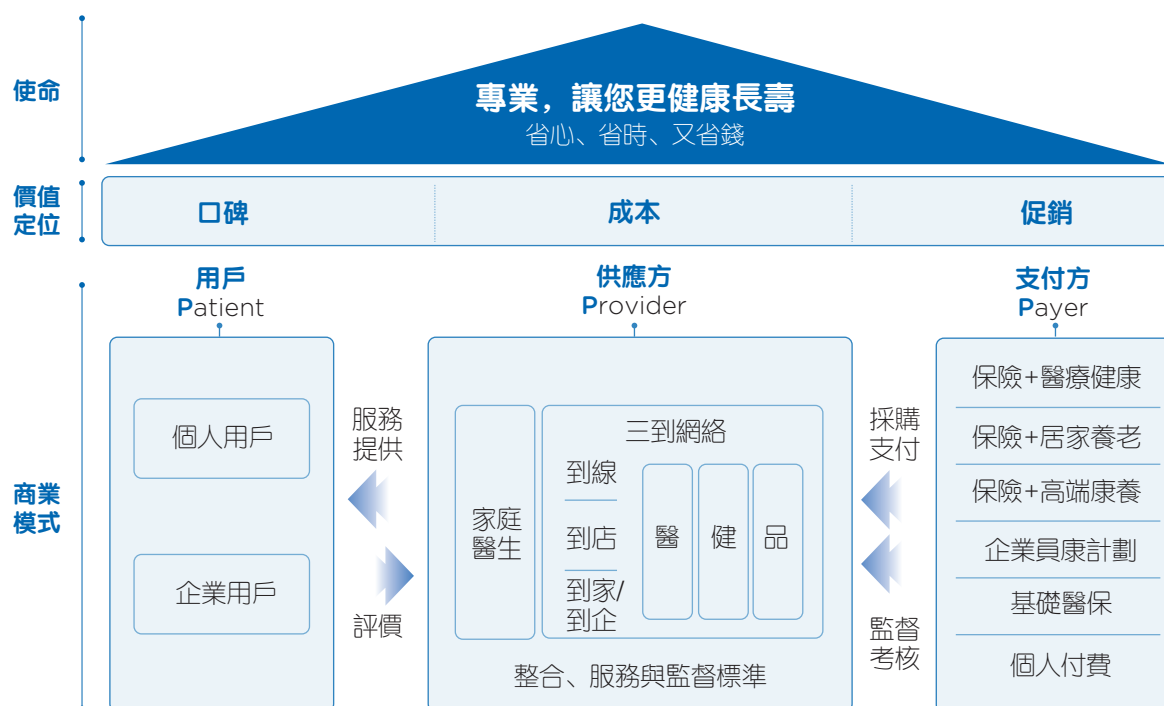 使命
專業，讓您更健康長壽
省心、省時、又省錢
價值
定位
口碑
成本
促銷
商業
模式
用戶
Patient
個人用戶
企業用戶
服務
提供
評價
供應方
Provider
家庭
醫生
三到網絡
到線
到店
到家/
到企
醫
健
品
整合、服務與監督標準
採購
支付
監督
考核
支付方
Payer
保險+醫療健康
保險+居家養老
保險+高端康養
企業員康計劃
基礎醫保
個人付費